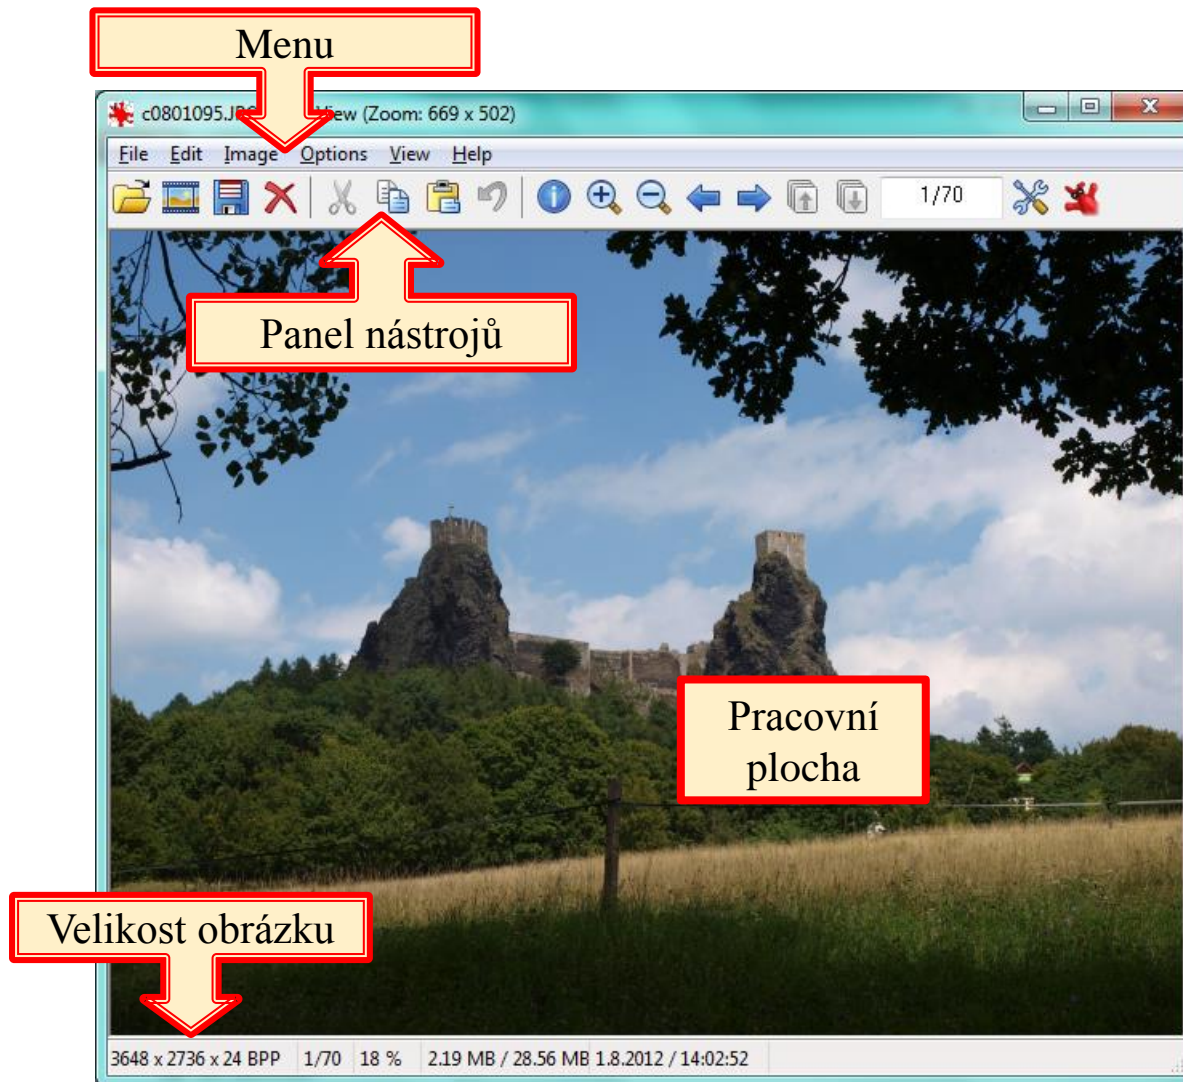 Menu
c0801095.J View (Zoom: 669 x 502)
File Edit Image Options View Help
1/70
Panel nástrojů
Pracovní
plocha
Velikost obrázku
3648 x 2736 x 24 BPP 1/70 18 % 2.19 MB / 28.56 MB 1.8.2012 / 14:02:52